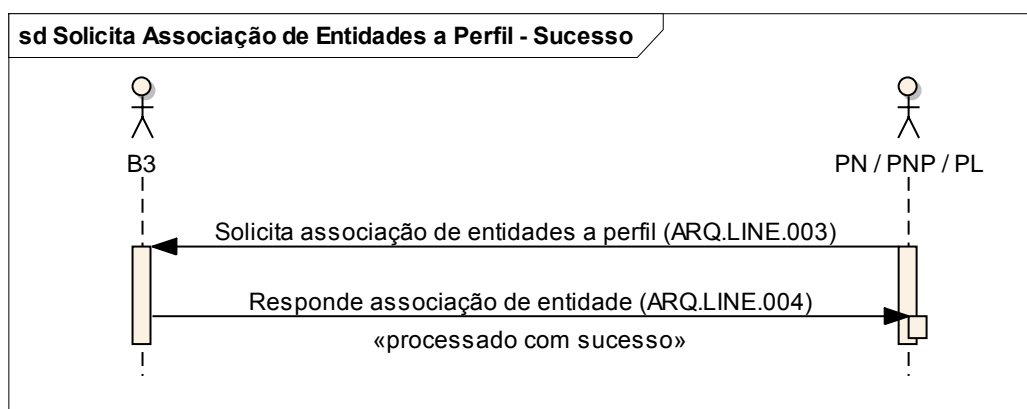 sd Solicita Associação de Entidades a Perfil - Sucesso
B3
PN / PNP / PL
Solicita associação de entidades a perfil (ARQ.LINE.003)
Responde associação de entidade (ARQ.LINE.004)
«processado com sucesso»